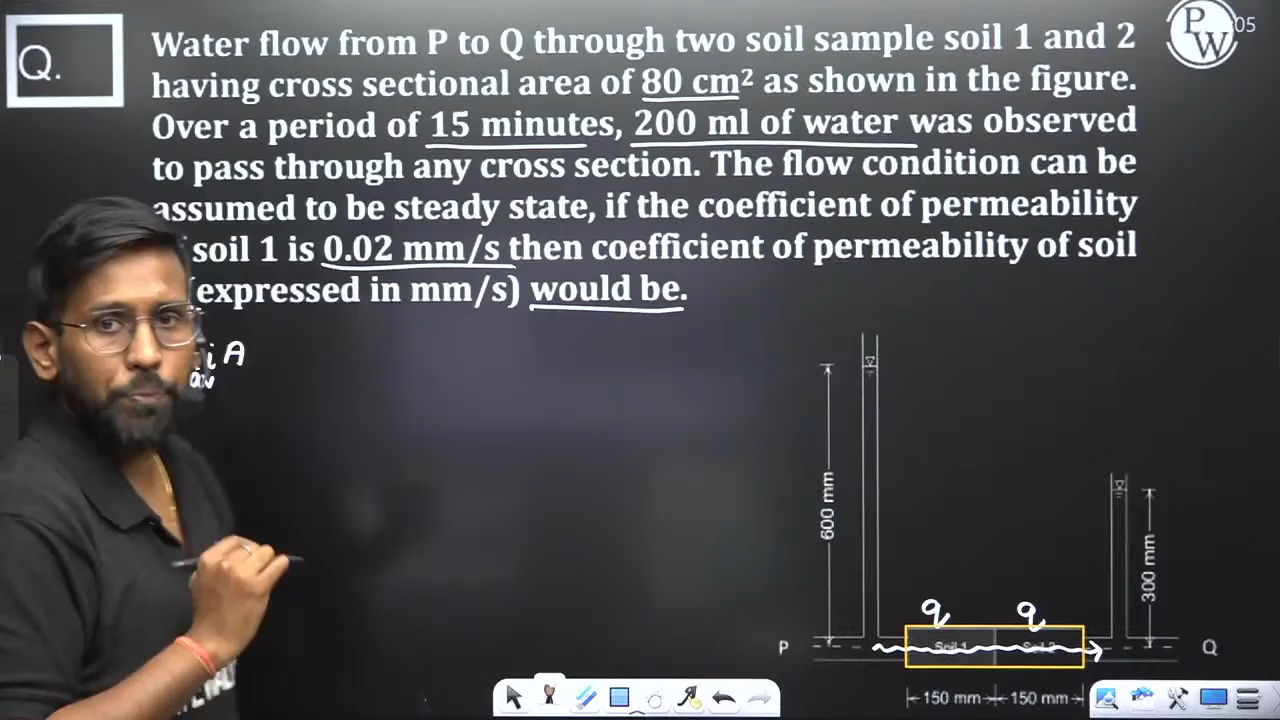 Q.
Water flow from P to Q through two soil sample soil 1 and 2
having cross sectional area of 80 cm² as shown in the figure.
Over a period of 15 minutes, 200 ml of water was observed
to pass through any cross section. The flow condition can be
assumed to be steady state, if the coefficient of permeability
soil 1 is 0.02 mm/s then coefficient of permeability of soil
(expressed in mm/s) would be.
P
W
05
i A
av
600 mm
300 mm
q q
P
Soil 1 Soil 2
Q
150 mm 150 mm